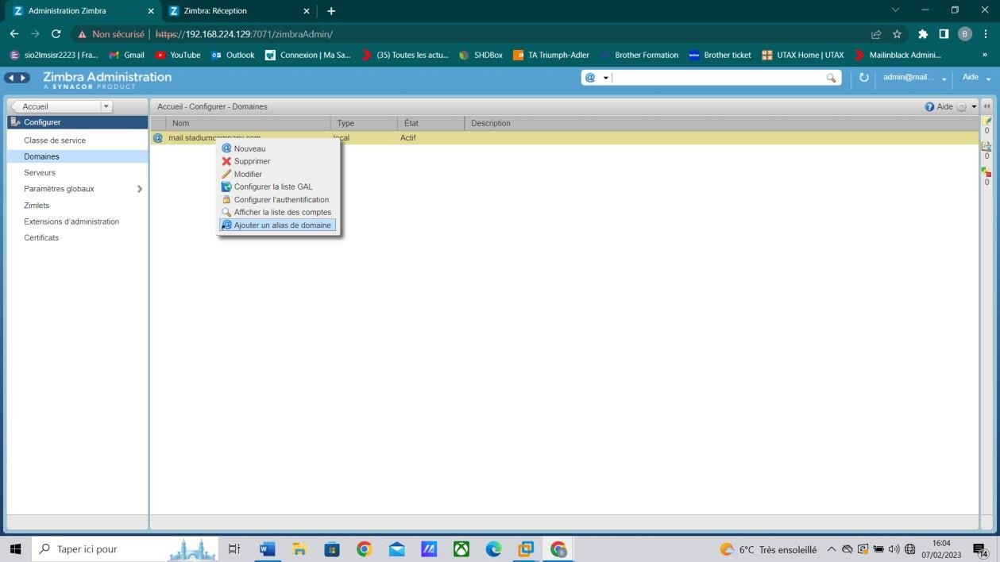 Administration Zimbra
Zimbra: Réception
Non sécurisé | https://192.168.224.129:7071/zimbraAdmin/
sio2lmsisr2223 | Fra...
Gmail
YouTube
Outlook
Connexion | Ma Sa...
(35) Toutes les actu...
SHDBox
TA Triumph-Adler
Brother Formation
Brother ticket
UTAX Home | UTAX
Mailinblack Admini...
»
Zimbra Administration
A SYNACOR PRODUCT
admin@mail...
Aide
Accueil
Accueil - Configurer - Domaines
Aide
Configurer
Classe de service
Domaines
Serveurs
Paramètres globaux
Zimlets
Extensions d'administration
Certificats
Nom Type État Description
mail.stadiumcompany.com local Actif
Nouveau
Supprimer
Modifier
Configurer la liste GAL
Configurer l'authentification
Afficher la liste des comptes
Ajouter un alias de domaine
0
0
0
Taper ici pour
6°C Très ensoleillé
16:04
07/02/2023
14